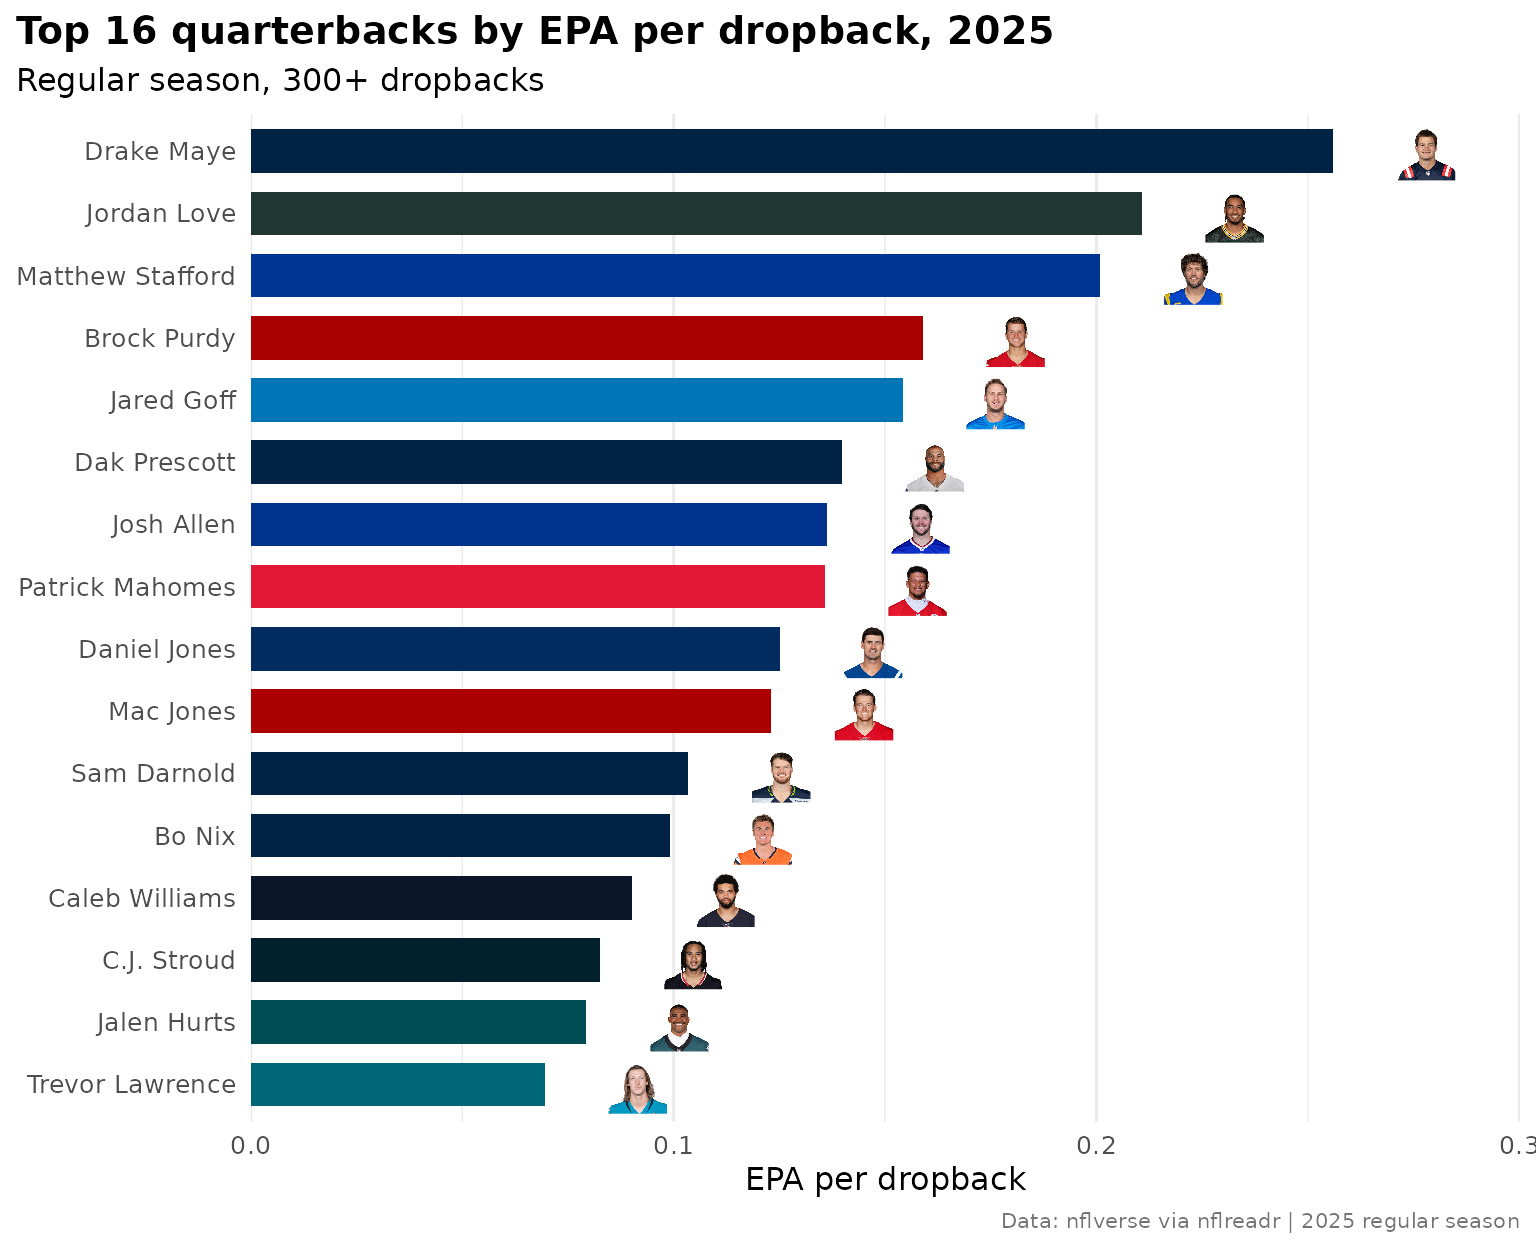 Top 16 quarterbacks by EPA per dropback, 2025
Regular season, 300+ dropbacks
Drake Maye
Jordan Love
Matthew Stafford
Brock Purdy
Jared Goff
Dak Prescott
Josh Allen
Patrick Mahomes
Daniel Jones
Mac Jones
Sam Darnold
Bo Nix
Caleb Williams
C.J. Stroud
Jalen Hurts
Trevor Lawrence
0.0 0.1 0.2 0.3
EPA per dropback
Data: nflverse via nflreadr | 2025 regular season